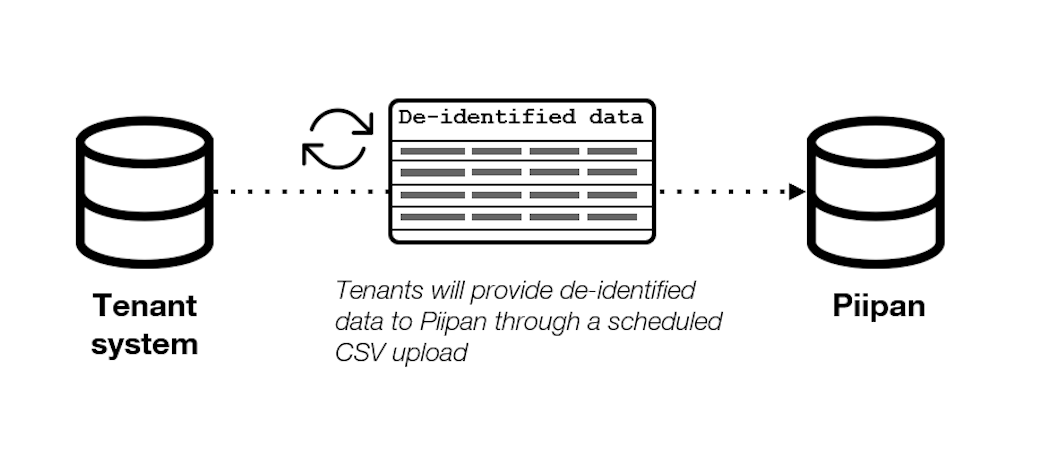 De-identified data
Tenant
system
Tenants will provide de-identified
data to Piipan through a scheduled
CSV upload
Piipan